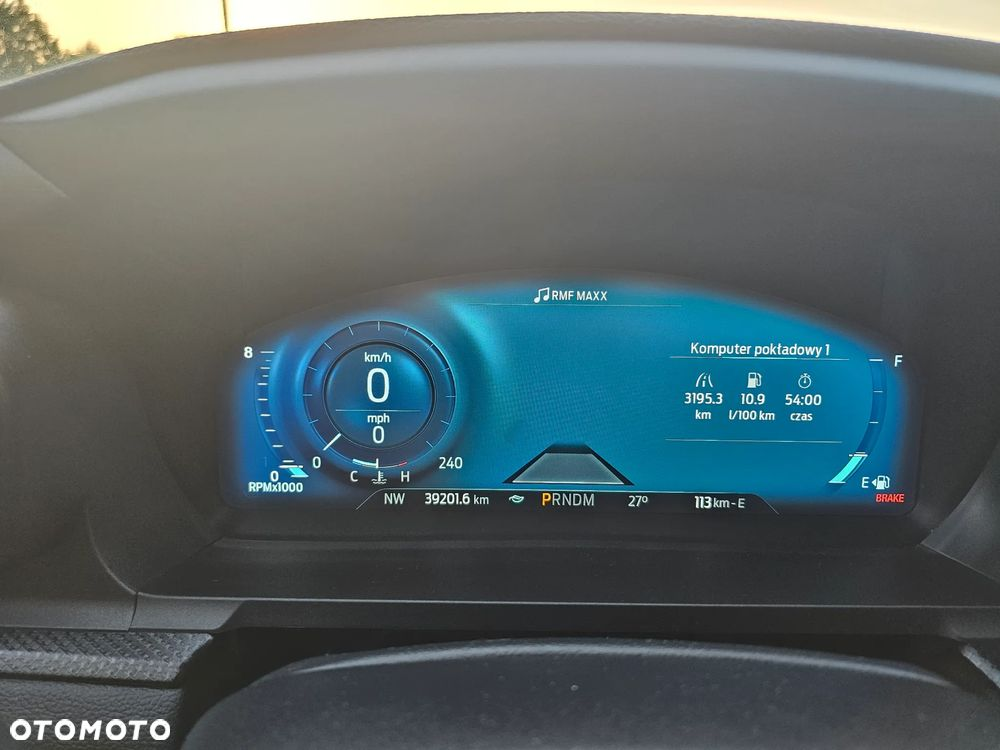 RMF MAXX
8
km/h
0
mph
0
0
240
C
H
0
RPMx1000
Komputer pokładowy 1
3195.3
10.9
54:00
km
l/100 km
czas
F
E
BRAKE
NW
39201.6 km
PRNDM
27°
113 km - E
OTOMOTO